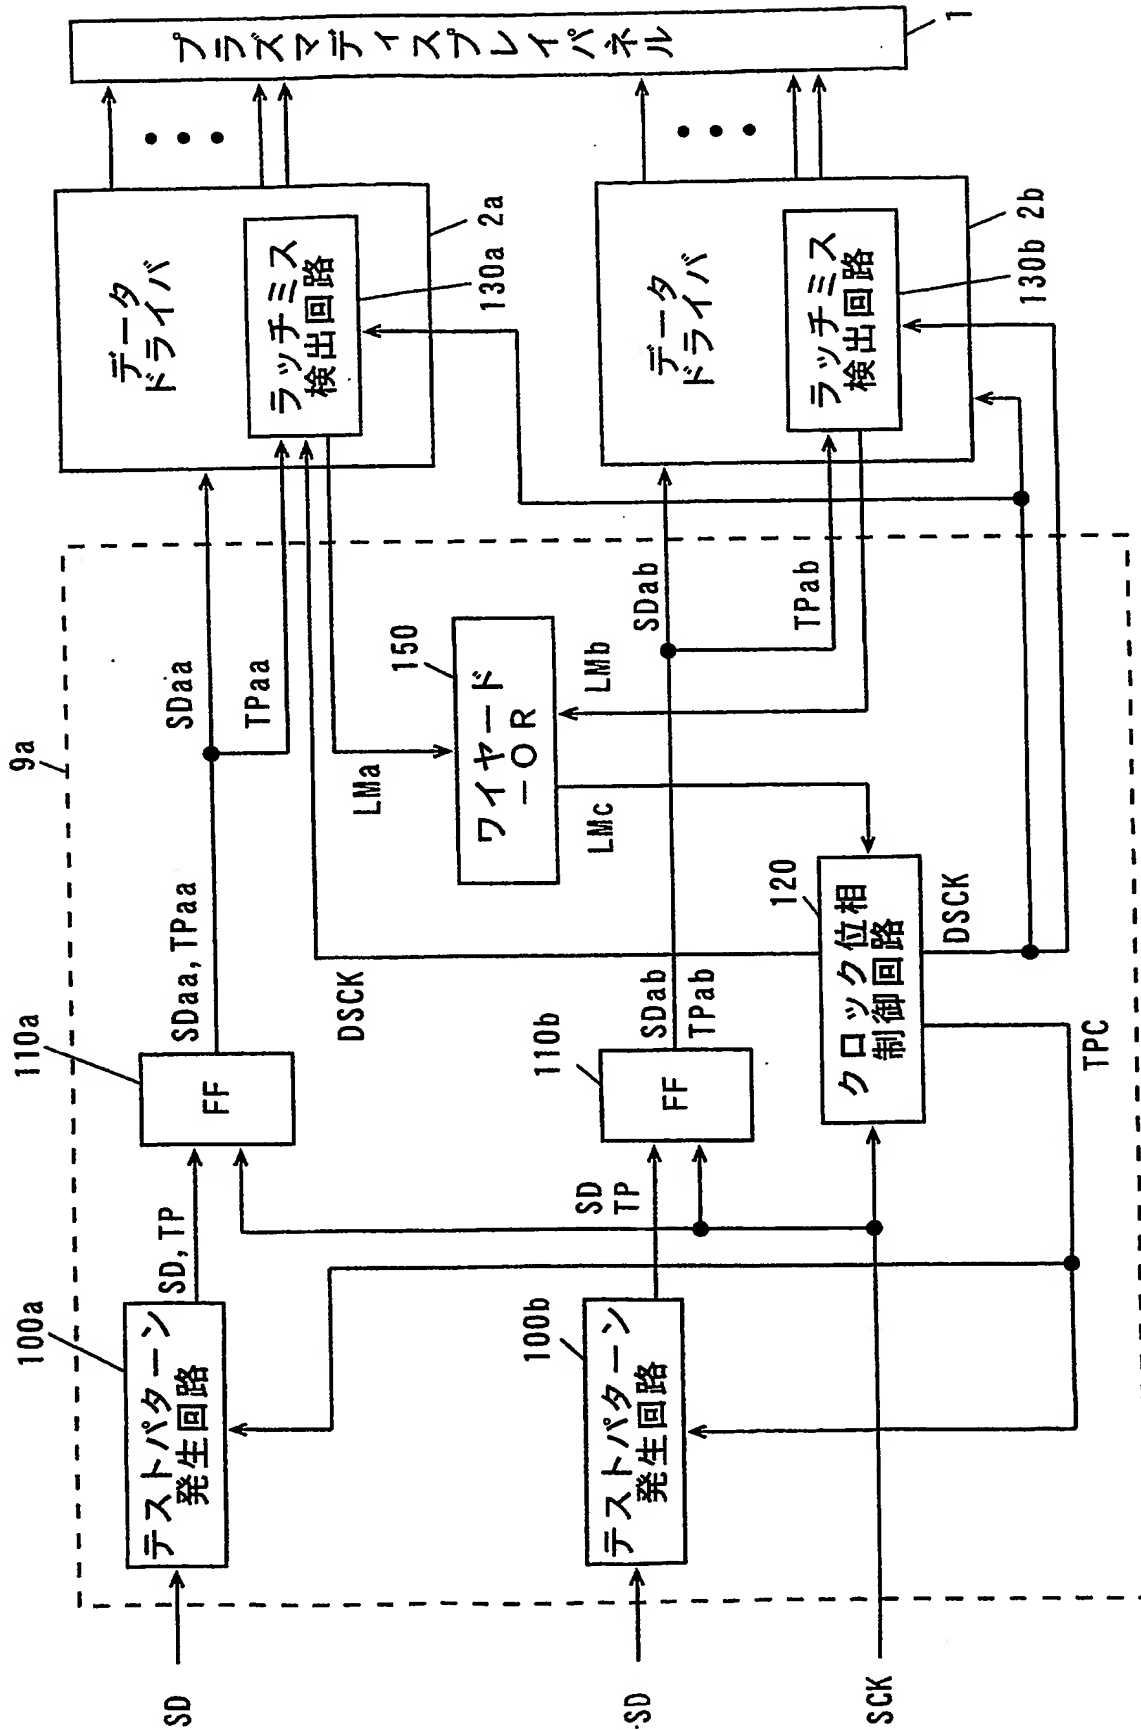 9a
100a
テストパターン
発生回路
SD
SD, TP
110a
FF
SDaa, TPaa
SDaa
TPaa
DSCK
LMa
150
ワイヤード
-OR
LMb
LMc
データ
ドライバ
ラッチミス
検出回路
2a
130a
プラズマディスプレイパネル
1
100b
テストパターン
発生回路
SD
SD
TP
110b
FF
SDab
TPab
SDab
TPab
データ
ドライバ
ラッチミス
検出回路
2b
130b
120
クロック位相
制御回路
DSCK
TPC
SCK